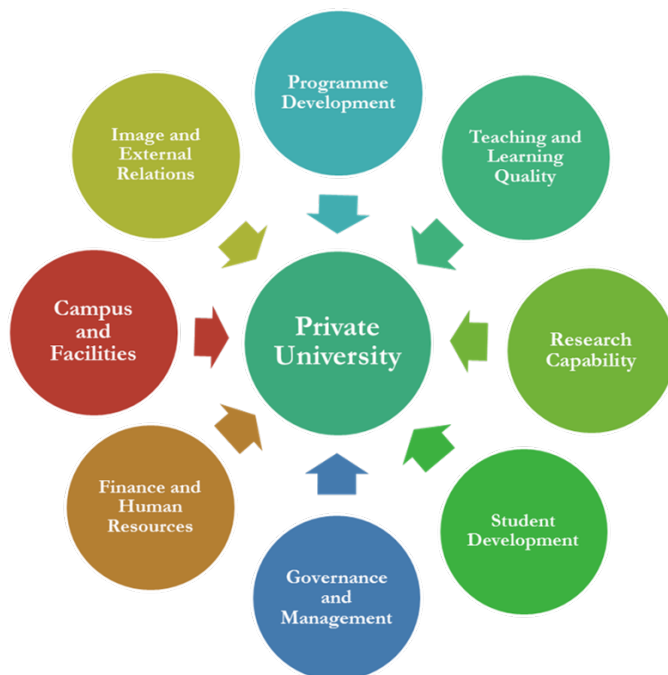 Programme
Development
Teaching and
Learning
Quality
Research
Capability
Student
Development
Governance
and
Management
Finance and
Human
Resources
Campus
and
Facilities
Image and
External
Relations
Private
University